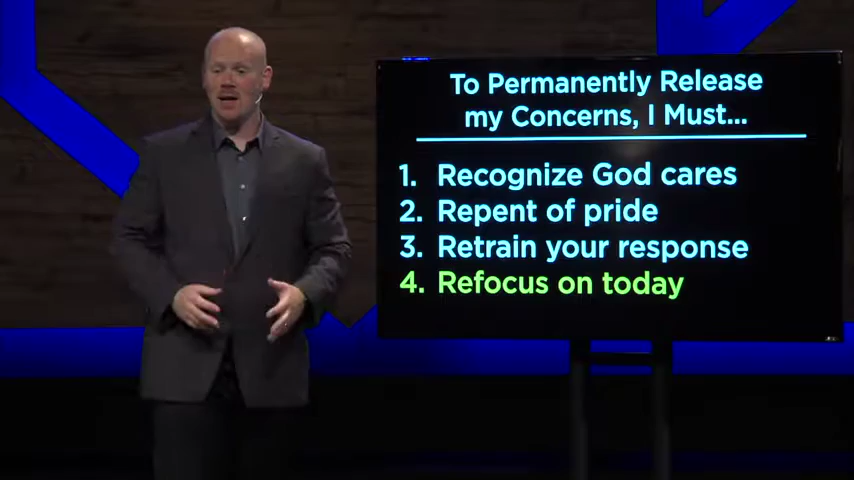 To Permanently Release
my Concerns, I Must...
1. Recognize God cares
2. Repent of pride
3. Retrain your response
4. Refocus on today